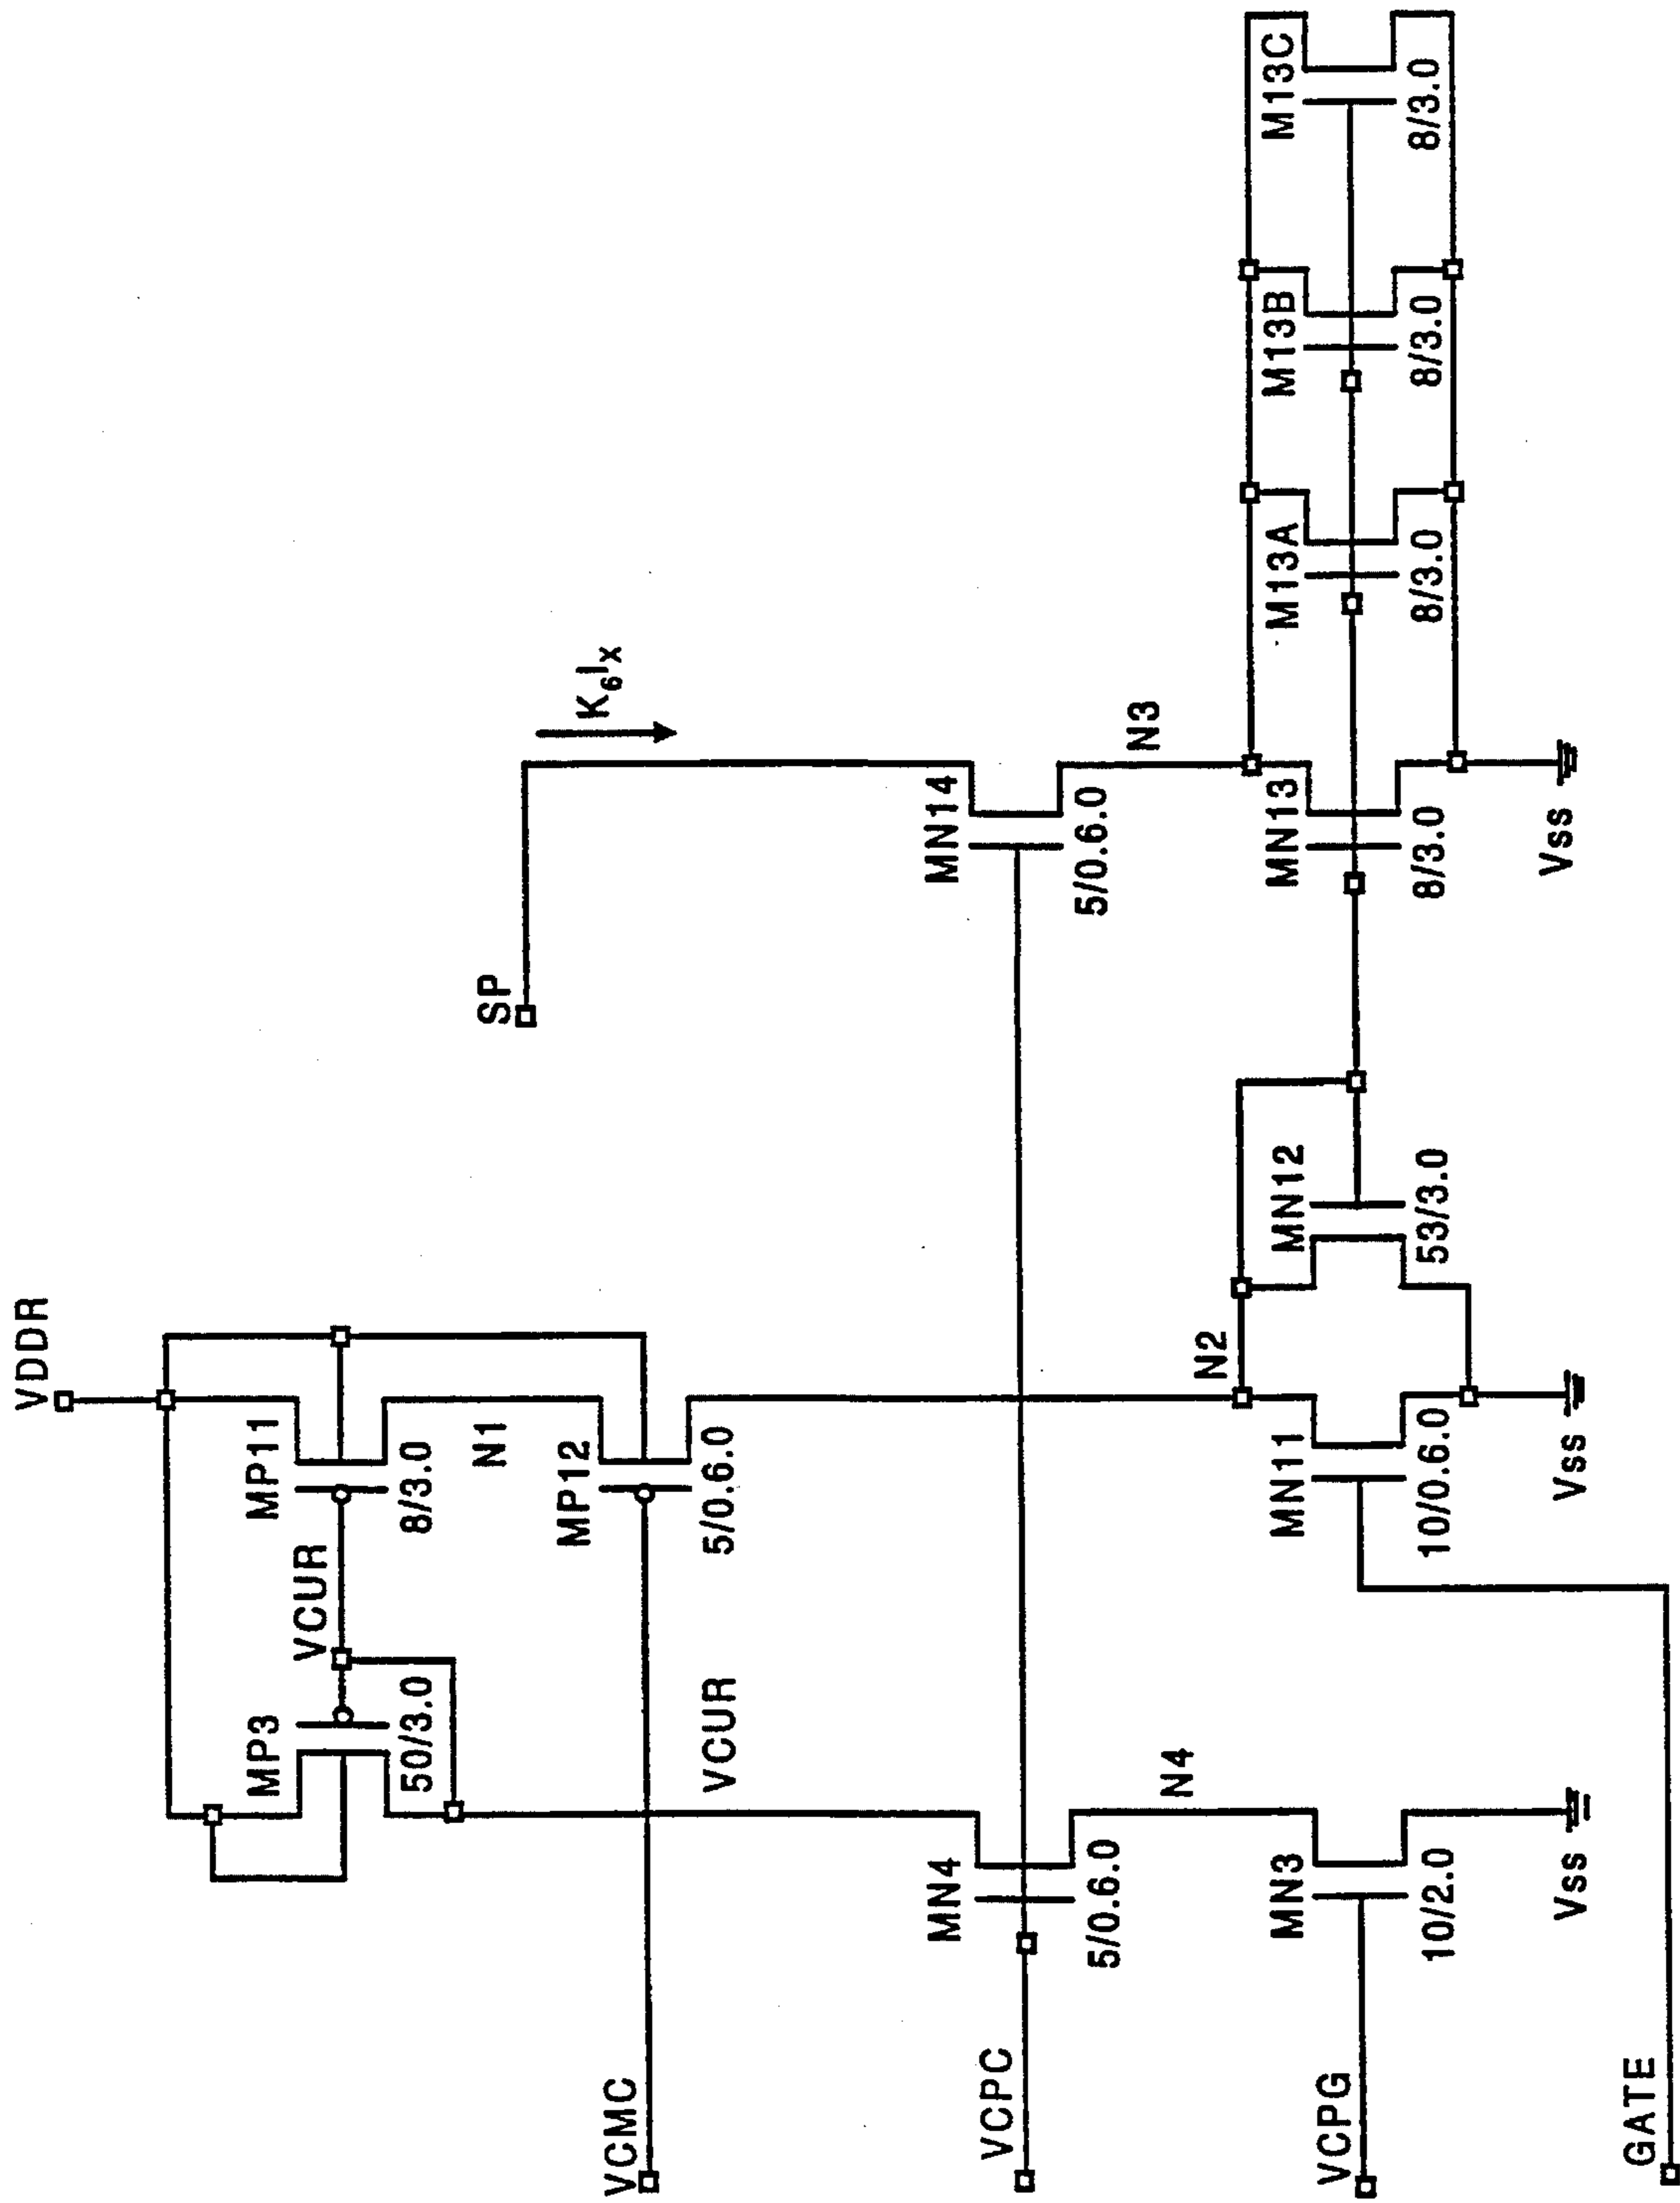 VDDR
MP3
50/3.0
VCUR
MP11
8/3.0
N1
MP12
5/0.6.0
VCMC
VCUR
SP
K₆Iₓ
MN14
5/0.6.0
VCPC
MN4
5/0.6.0
N4
N2
N3
VCPG
MN3
10/2.0
MN11
10/0.6.0
MN12
53/3.0
MN13
8/3.0
M13A
8/3.0
M13B
8/3.0
M13C
8/3.0
Vss
Vss
Vss
GATE